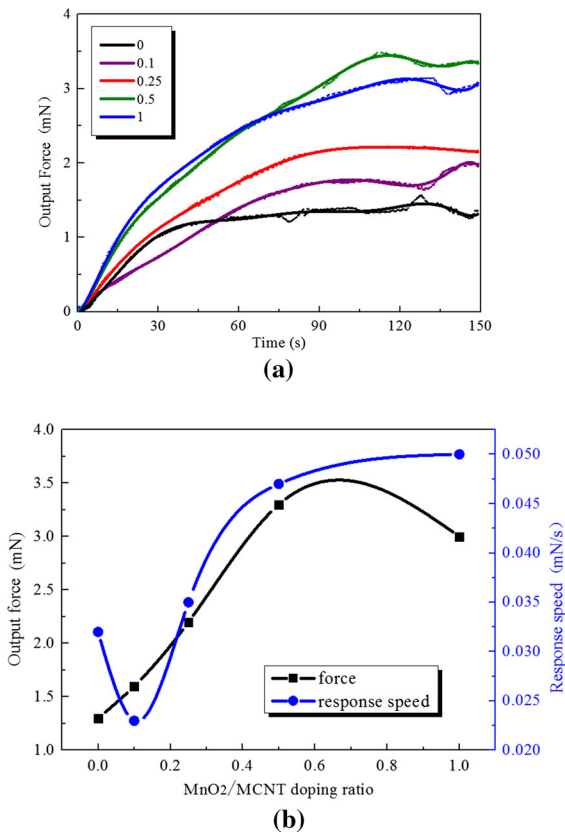 4
3
2
1
0
Output Force (mN)
0
0.1
0.25
0.5
1
0 30 60 90 120 150
Time (s)
(a)
4.0
3.5
3.0
2.5
2.0
1.5
1.0
Output force (mN)
0.050
0.045
0.040
0.035
0.030
0.025
0.020
Response speed (mN/s)
force
response speed
0.0 0.2 0.4 0.6 0.8 1.0
MnO2/MCNT doping ratio
(b)